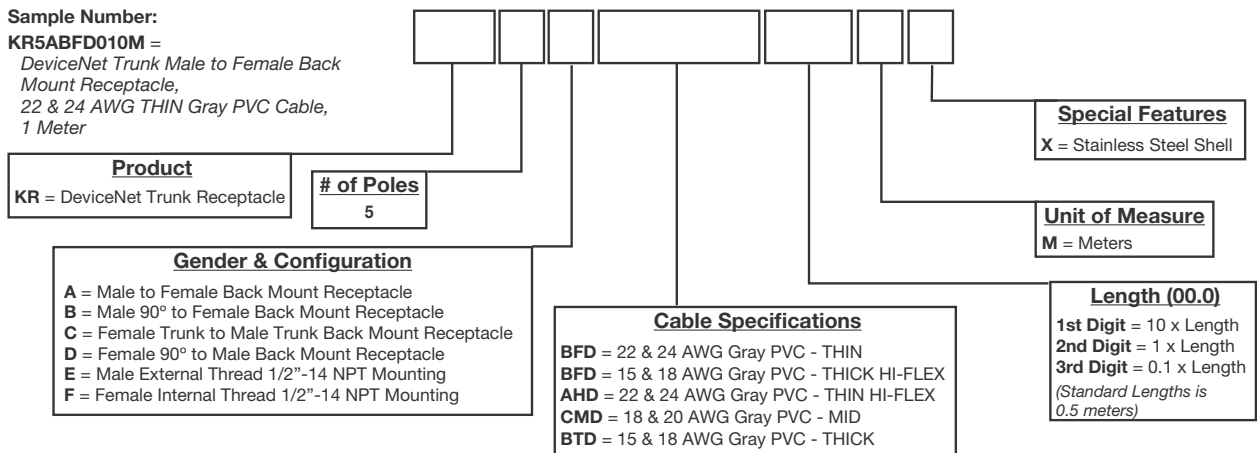 Sample Number:
KR5ABFD010M =
DeviceNet Trunk Male to Female Back
Mount Receptacle,
22 & 24 AWG THIN Gray PVC Cable,
1 Meter
Product
KR = DeviceNet Trunk Receptacle
# of Poles
5
Gender & Configuration
A = Male to Female Back Mount Receptacle
B = Male 90º to Female Back Mount Receptacle
C = Female Trunk to Male Trunk Back Mount Receptacle
D = Female 90º to Male Back Mount Receptacle
E = Male External Thread 1/2”-14 NPT Mounting
F = Female Internal Thread 1/2”-14 NPT Mounting
Cable Specifications
BFD = 22 & 24 AWG Gray PVC - THIN
BFD = 15 & 18 AWG Gray PVC - THICK HI-FLEX
AHD = 22 & 24 AWG Gray PVC - THIN HI-FLEX
CMD = 18 & 20 AWG Gray PVC - MID
BTD = 15 & 18 AWG Gray PVC - THICK
Special Features
X = Stainless Steel Shell
Unit of Measure
M = Meters
Length (00.0)
1st Digit = 10 x Length
2nd Digit = 1 x Length
3rd Digit = 0.1 x Length
(Standard Lengths is
0.5 meters)